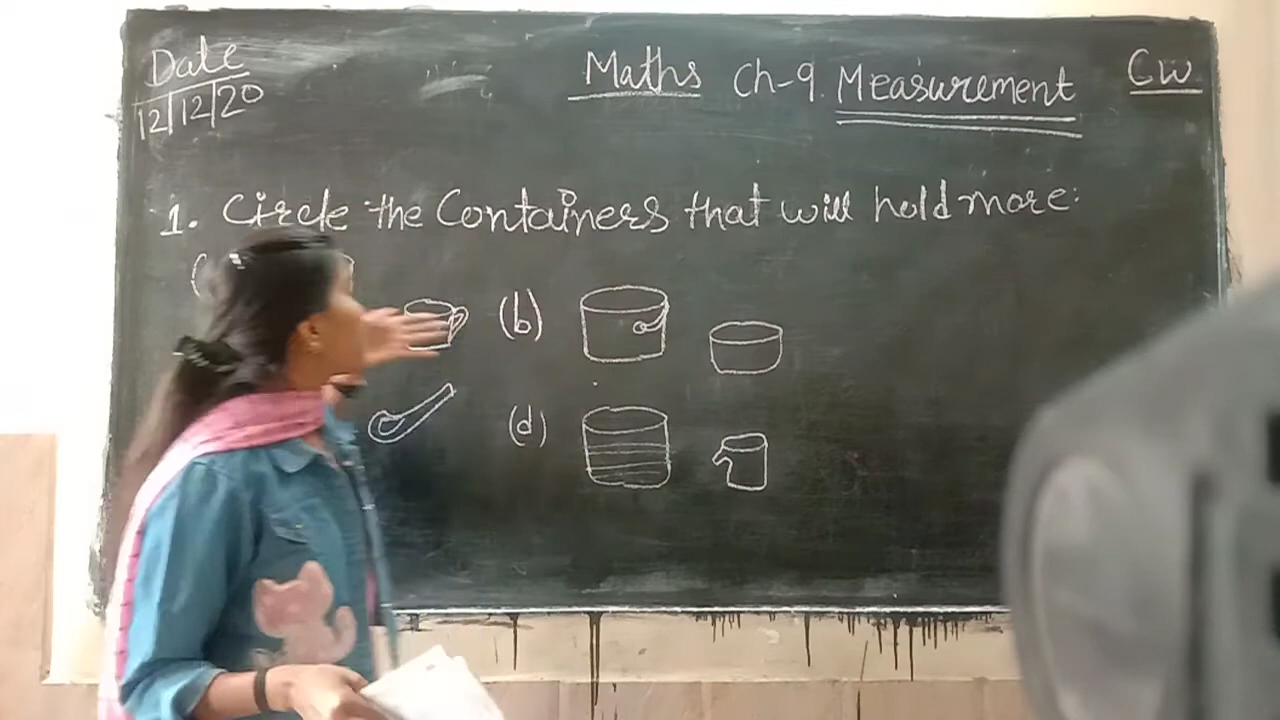 Date
12/12/20
Maths Ch-9 Measurement
CW
1. Circle the Containers that will hold more:
(b)
(d)